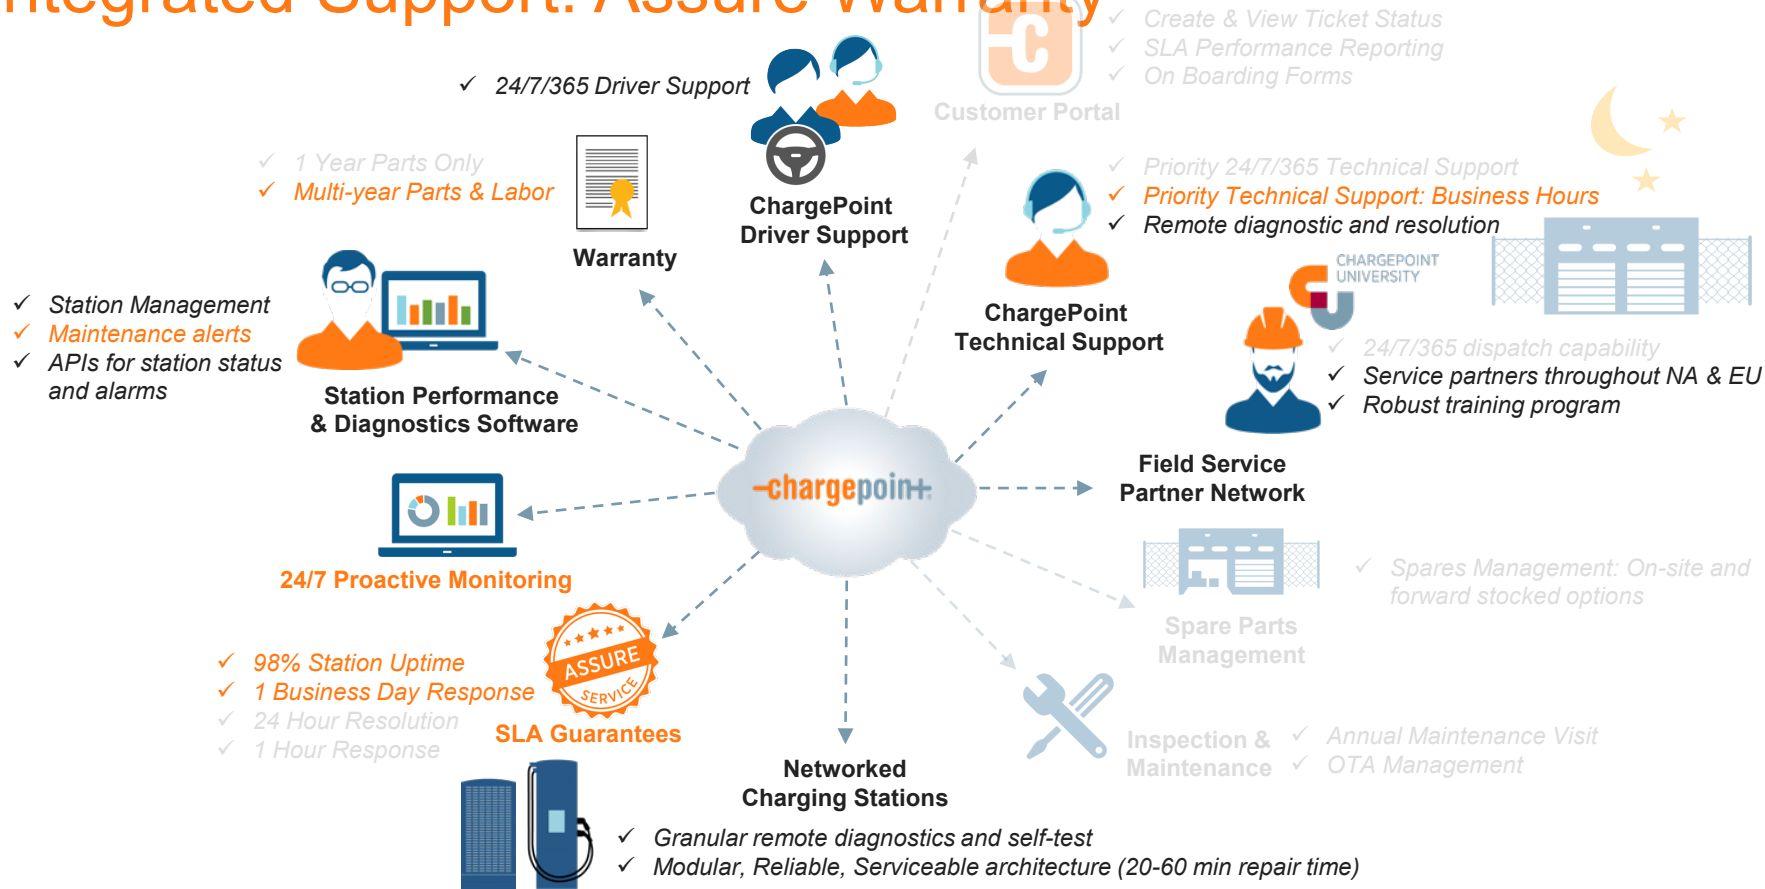 ntegrated Support: Assure Warranty
Create & View Ticket Status
SLA Performance Reporting
On Boarding Forms
Customer Portal
24/7/365 Driver Support
ChargePoint
Driver Support
1 Year Parts Only
Multi-year Parts & Labor
Warranty
Priority 24/7/365 Technical Support
Priority Technical Support: Business Hours
Remote diagnostic and resolution
ChargePoint
Technical Support
CHARGEPOINT
UNIVERSITY
Station Management
Maintenance alerts
APIs for station status
and alarms
Station Performance
& Diagnostics Software
24/7/365 dispatch capability
Service partners throughout NA & EU
Robust training program
Field Service
Partner Network
chargepoin+
24/7 Proactive Monitoring
Spares Management: On-site and
forward stocked options
Spare Parts
Management
98% Station Uptime
1 Business Day Response
24 Hour Resolution
1 Hour Response
ASSURE
SERVICE
SLA Guarantees
Inspection &
Maintenance
Annual Maintenance Visit
OTA Management
Networked
Charging Stations
Granular remote diagnostics and self-test
Modular, Reliable, Serviceable architecture (20-60 min repair time)